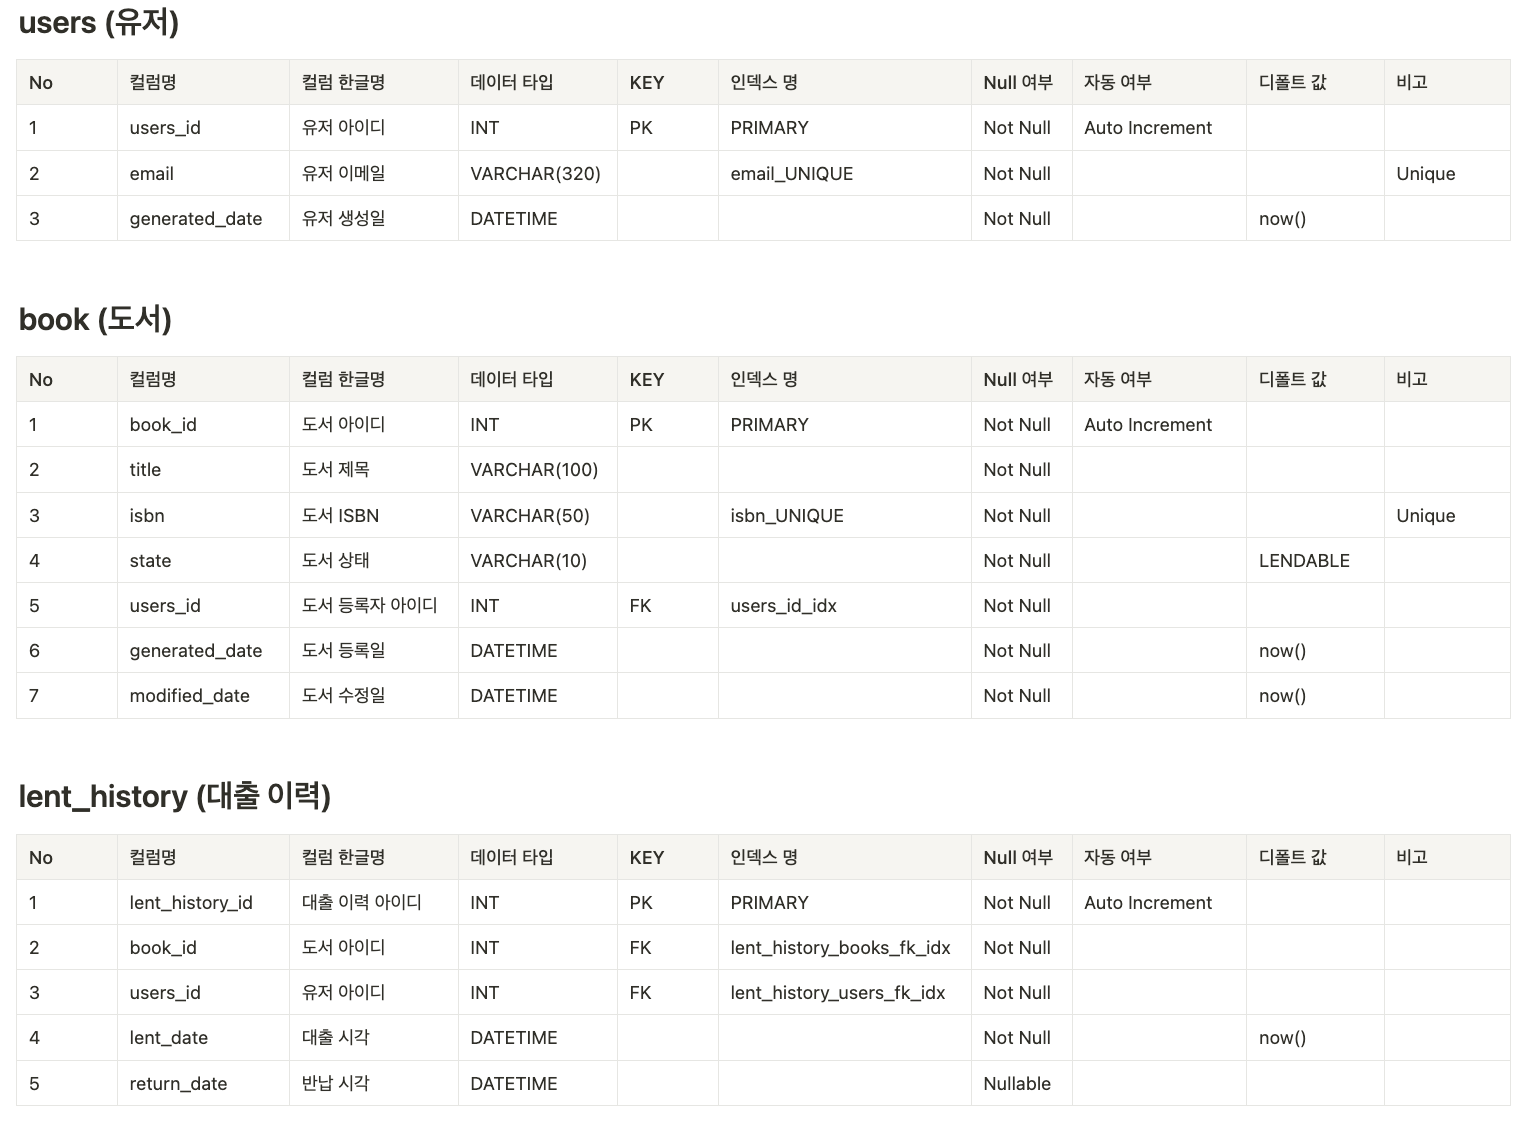 users (유저)
No 컬럼명 컬럼 한글명 데이터 타입 KEY 인덱스 명 Null 여부 자동 여부 디폴트 값 비고
1 users_id 유저 아이디 INT PK PRIMARY Not Null Auto Increment
2 email 유저 이메일 VARCHAR(320) email_UNIQUE Not Null Unique
3 generated_date 유저 생성일 DATETIME Not Null now()
book (도서)
No 컬럼명 컬럼 한글명 데이터 타입 KEY 인덱스 명 Null 여부 자동 여부 디폴트 값 비고
1 book_id 도서 아이디 INT PK PRIMARY Not Null Auto Increment
2 title 도서 제목 VARCHAR(100) Not Null
3 isbn 도서 ISBN VARCHAR(50) isbn_UNIQUE Not Null Unique
4 state 도서 상태 VARCHAR(10) Not Null LENDABLE
5 users_id 도서 등록자 아이디 INT FK users_id_idx Not Null
6 generated_date 도서 등록일 DATETIME Not Null now()
7 modified_date 도서 수정일 DATETIME Not Null now()
lent_history (대출 이력)
No 컬럼명 컬럼 한글명 데이터 타입 KEY 인덱스 명 Null 여부 자동 여부 디폴트 값 비고
1 lent_history_id 대출 이력 아이디 INT PK PRIMARY Not Null Auto Increment
2 book_id 도서 아이디 INT FK lent_history_books_fk_idx Not Null
3 users_id 유저 아이디 INT FK lent_history_users_fk_idx Not Null
4 lent_date 대출 시각 DATETIME Not Null now()
5 return_date 반납 시각 DATETIME Nullable